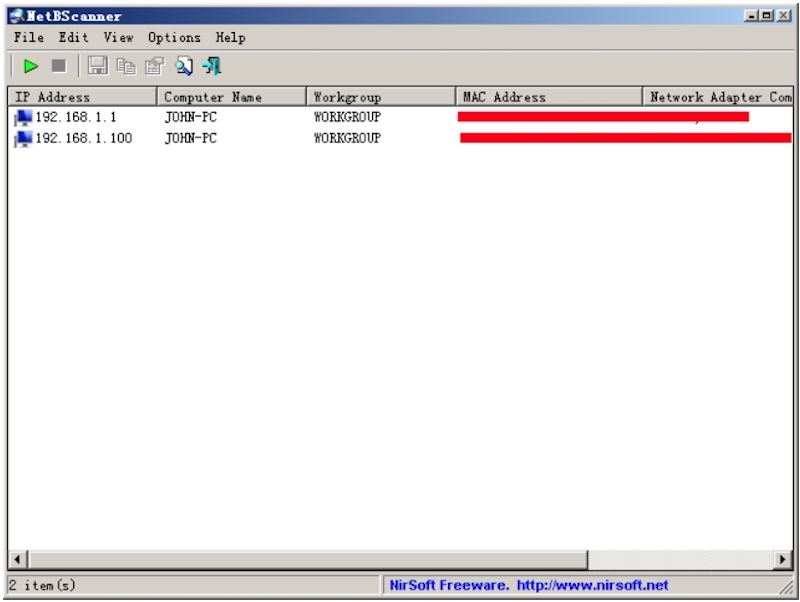 NetBScanner
File Edit View Options Help
IP Address Computer Name Workgroup MAC Address Network Adapter Com
192.168.1.1 JOHN-PC WORKGROUP
192.168.1.100 JOHN-PC WORKGROUP
2 item(s) NirSoft Freeware. http://www.nirsoft.net